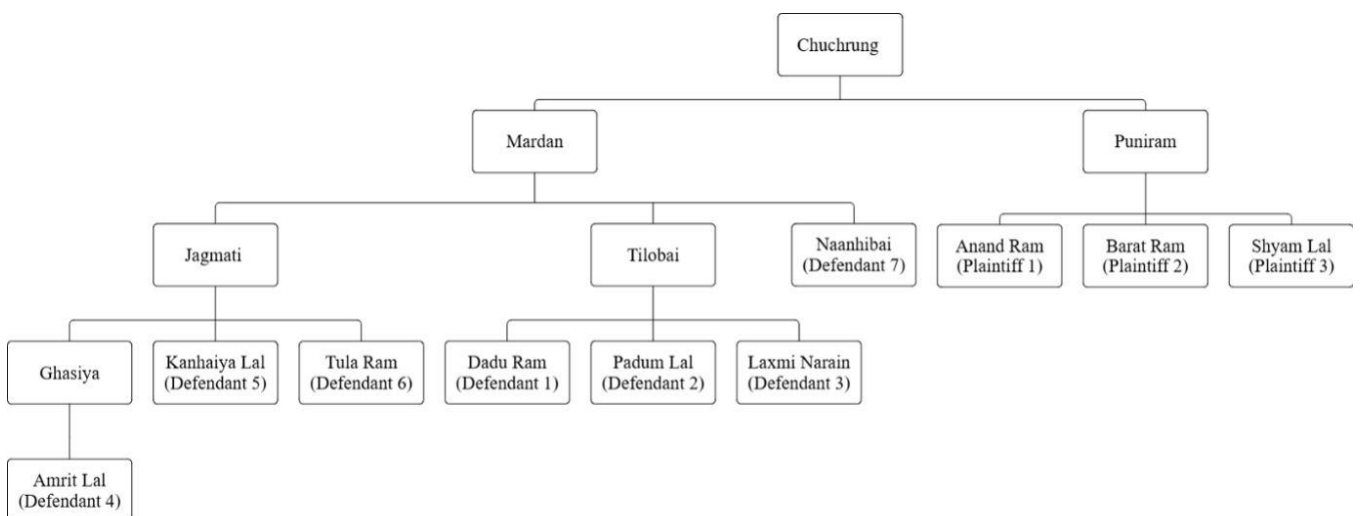 Chuchrung
Mardan
Puniram
Jagmati
Tilobai
Naanhibai
(Defendant 7)
Anand Ram
(Plaintiff 1)
Barat Ram
(Plaintiff 2)
Shyam Lal
(Plaintiff 3)
Ghasiya
Kanhaiya Lal
(Defendant 5)
Tula Ram
(Defendant 6)
Dadu Ram
(Defendant 1)
Padum Lal
(Defendant 2)
Laxmi Narain
(Defendant 3)
Amrit Lal
(Defendant 4)